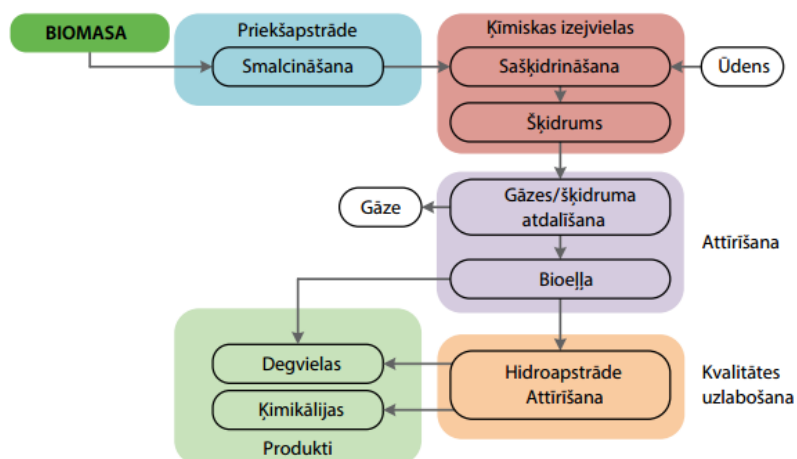 BIOMASA
Priekšapstrāde
Smalcināšana
Ķīmiskas izejvielas
Sašķidrināšana
Ūdens
Šķidrums
Gāze
Gāzes/šķidruma
atdalīšana
Attīrīšana
Bioeļļa
Degvielas
Ķimikālijas
Produkti
Hidroapstrāde
Attīrīšana
Kvalitātes
uzlabošana